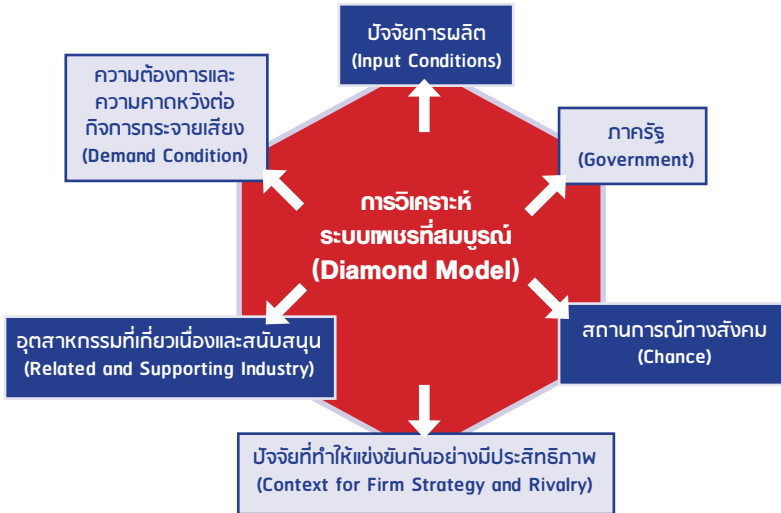 ปัจจัยการผลิต
(Input Conditions)
ความต้องการและ
ความคาดหวังต่อ
กิจการกระจายเสียง
(Demand Condition)
ภาครัฐ
(Government)
การวิเคราะห์
ระบบเพชรที่สมบูรณ์
(Diamond Model)
อุตสาหกรรมที่เกี่ยวเนื่องและสนับสนุน
(Related and Supporting Industry)
สถานการณ์ทางสังคม
(Chance)
ปัจจัยที่ทำให้แข่งขันกันอย่างมีประสิทธิภาพ
(Context for Firm Strategy and Rivalry)